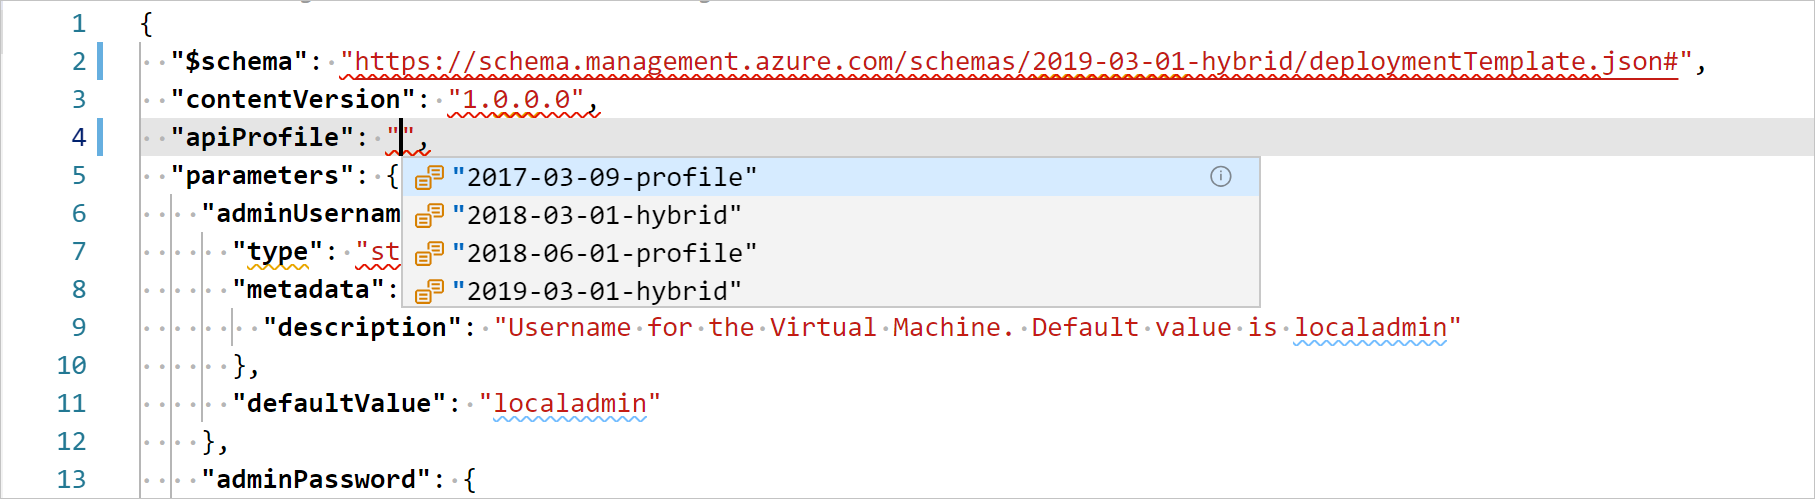 1 {
2 "$schema": "https://schema.management.azure.com/schemas/2019-03-01-hybrid/deploymentTemplate.json#",
3 "contentVersion": "1.0.0.0",
4 "apiProfile": "",
"2017-03-09-profile"
5 "parameters": {
"2018-03-01-hybrid"
6 "adminUsernam
"2018-06-01-profile"
7 "type": "st
"2019-03-01-hybrid"
8 "metadata":
9 "description": "Username for the Virtual Machine. Default value is localadmin"
10 },
11 "defaultValue": "localadmin"
12 },
13 "adminPassword": {